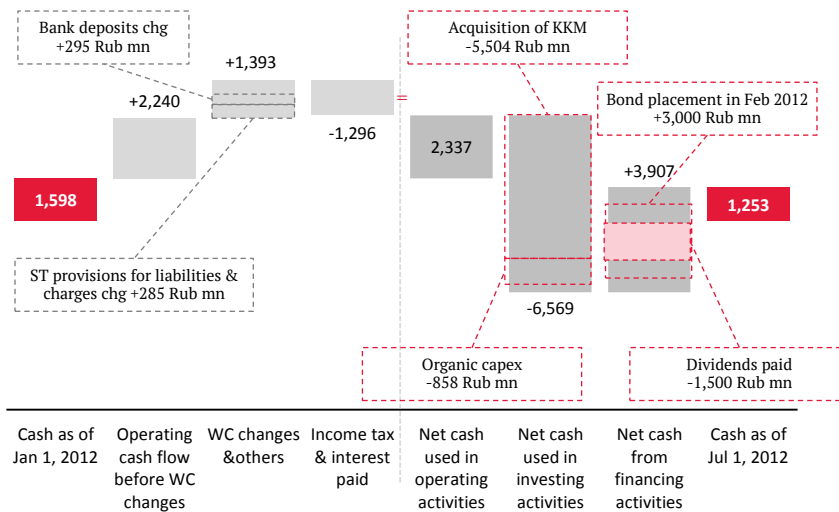 Bank deposits chg
+295 Rub mn
+1,393
Acquisition of KKM
-5,504 Rub mn
+2,240
Bond placement in Feb 2012
+3,000 Rub mn
=
-1,296
2,337
+3,907
1,598
1,253
ST provisions for liabilities &
charges chg +285 Rub mn
-6,569
Organic capex
-858 Rub mn
Dividends paid
-1,500 Rub mn
Cash as of
Jan 1, 2012
Operating
cash flow
before WC
changes
WC changes
&others
Income tax
& interest
paid
Net cash
used in
operating
activities
Net cash
used in
investing
activities
Net cash
from
financing
activities
Cash as of
Jul 1, 2012